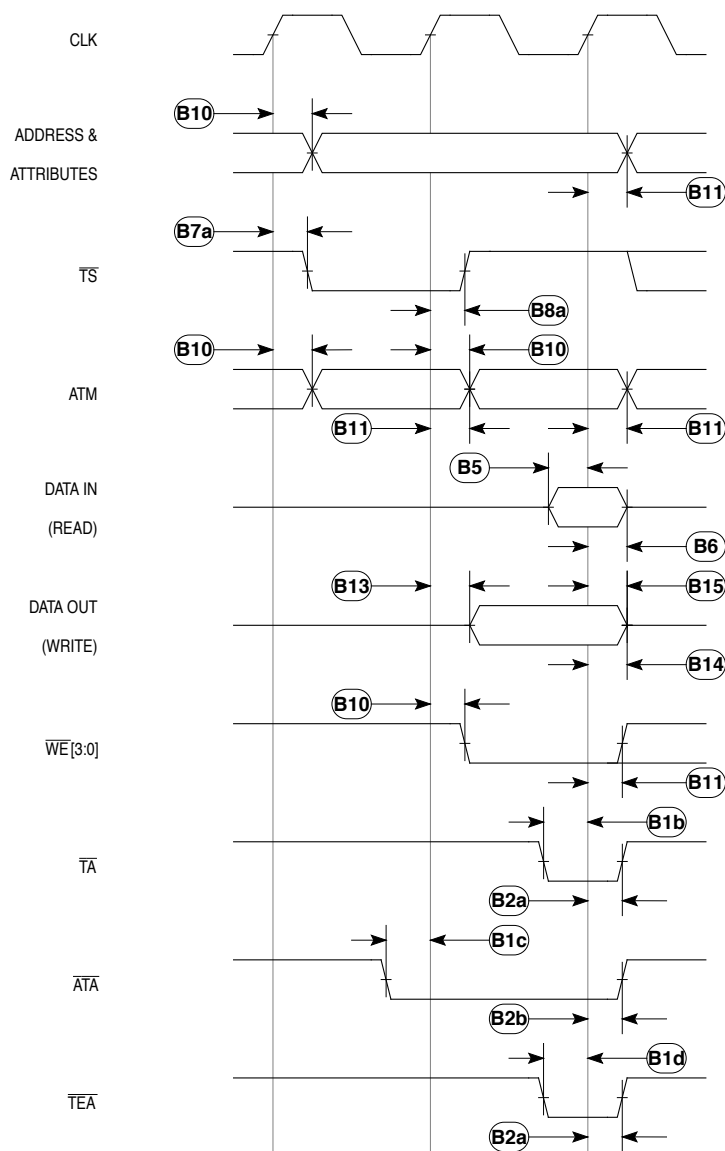 CLK
B10
ADDRESS &
ATTRIBUTES
B11
B7a
TS
B8a
B10
B10
ATM
B11
B11
B5
DATA IN
(READ)
B6
B13
B15
DATA OUT
(WRITE)
B14
B10
WE[3:0]
B11
B1b
TA
B2a
B1c
ATA
B2b
B1d
TEA
B2a